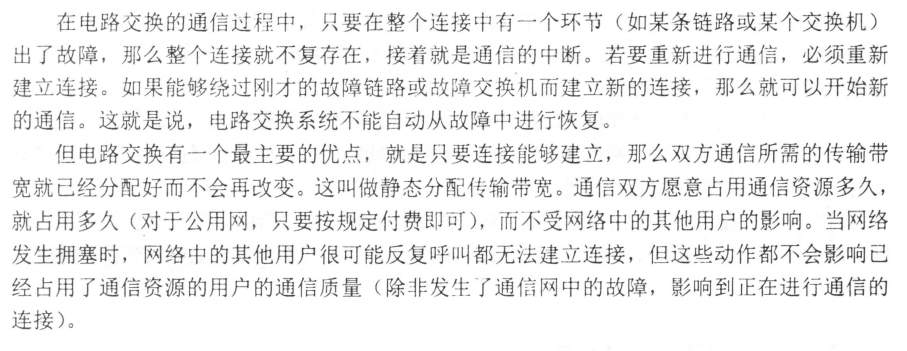 在电路交换的通信过程中，只要在整个连接中有一个环节（如某条链路或某个交换机）
出了故障，那么整个连接就不复存在，接着就是通信的中断。若要重新进行通信，必须重新
建立连接。如果能够绕过刚才的故障链路或故障交换机而建立新的连接，那么就可以开始新
的通信。这就是说，电路交换系统不能自动从故障中进行恢复。
但电路交换有一个最主要的优点，就是只要连接能够建立，那么双方通信所需的传输带
宽就已经分配好而不会再改变。这叫做静态分配传输带宽。通信双方愿意占用通信资源多久，
就占用多久（对于公用网，只要按规定付费即可），而不受网络中的其他用户的影响。当网络
发生拥塞时，网络中的其他用户很可能反复呼叫都无法建立连接，但这些动作都不会影响已
经占用了通信资源的用户的通信质量（除非发生了通信网中的故障，影响到正在进行通信的
连接）。